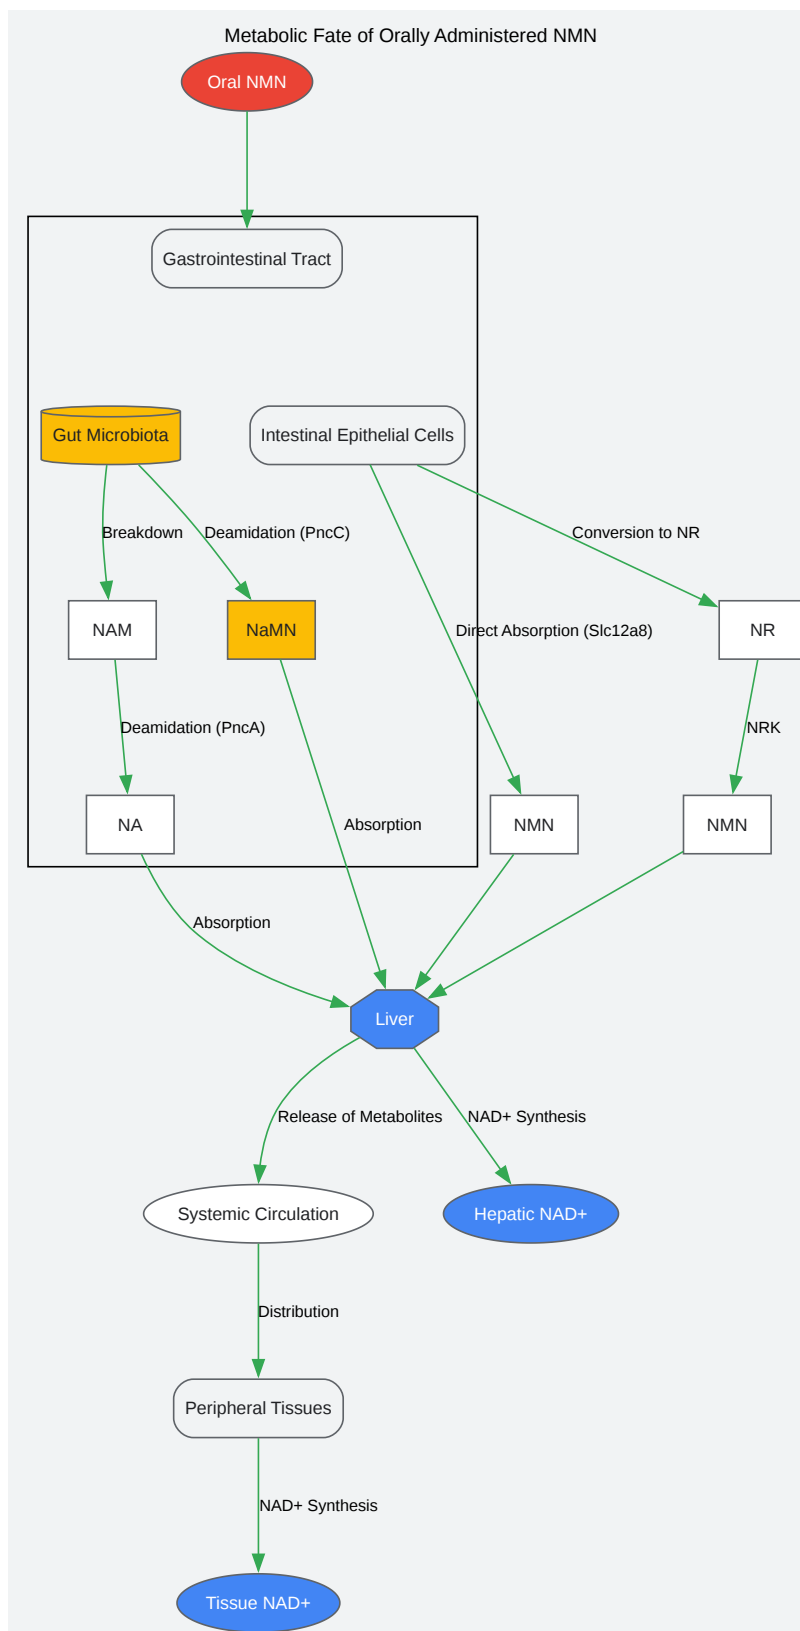 Metabolic Fate of Orally Administered NMN
Oral NMN
Gastrointestinal Tract
Gut Microbiota
Intestinal Epithelial Cells
Breakdown
Deamidation (PncC)
Conversion to NR
NAM
NaMN
Direct Absorption (Slc12a8)
NR
Deamidation (PncA)
NRK
NA
Absorption
NMN
NMN
Absorption
Liver
Release of Metabolites
NAD+ Synthesis
Systemic Circulation
Hepatic NAD+
Distribution
Peripheral Tissues
NAD+ Synthesis
Tissue NAD+